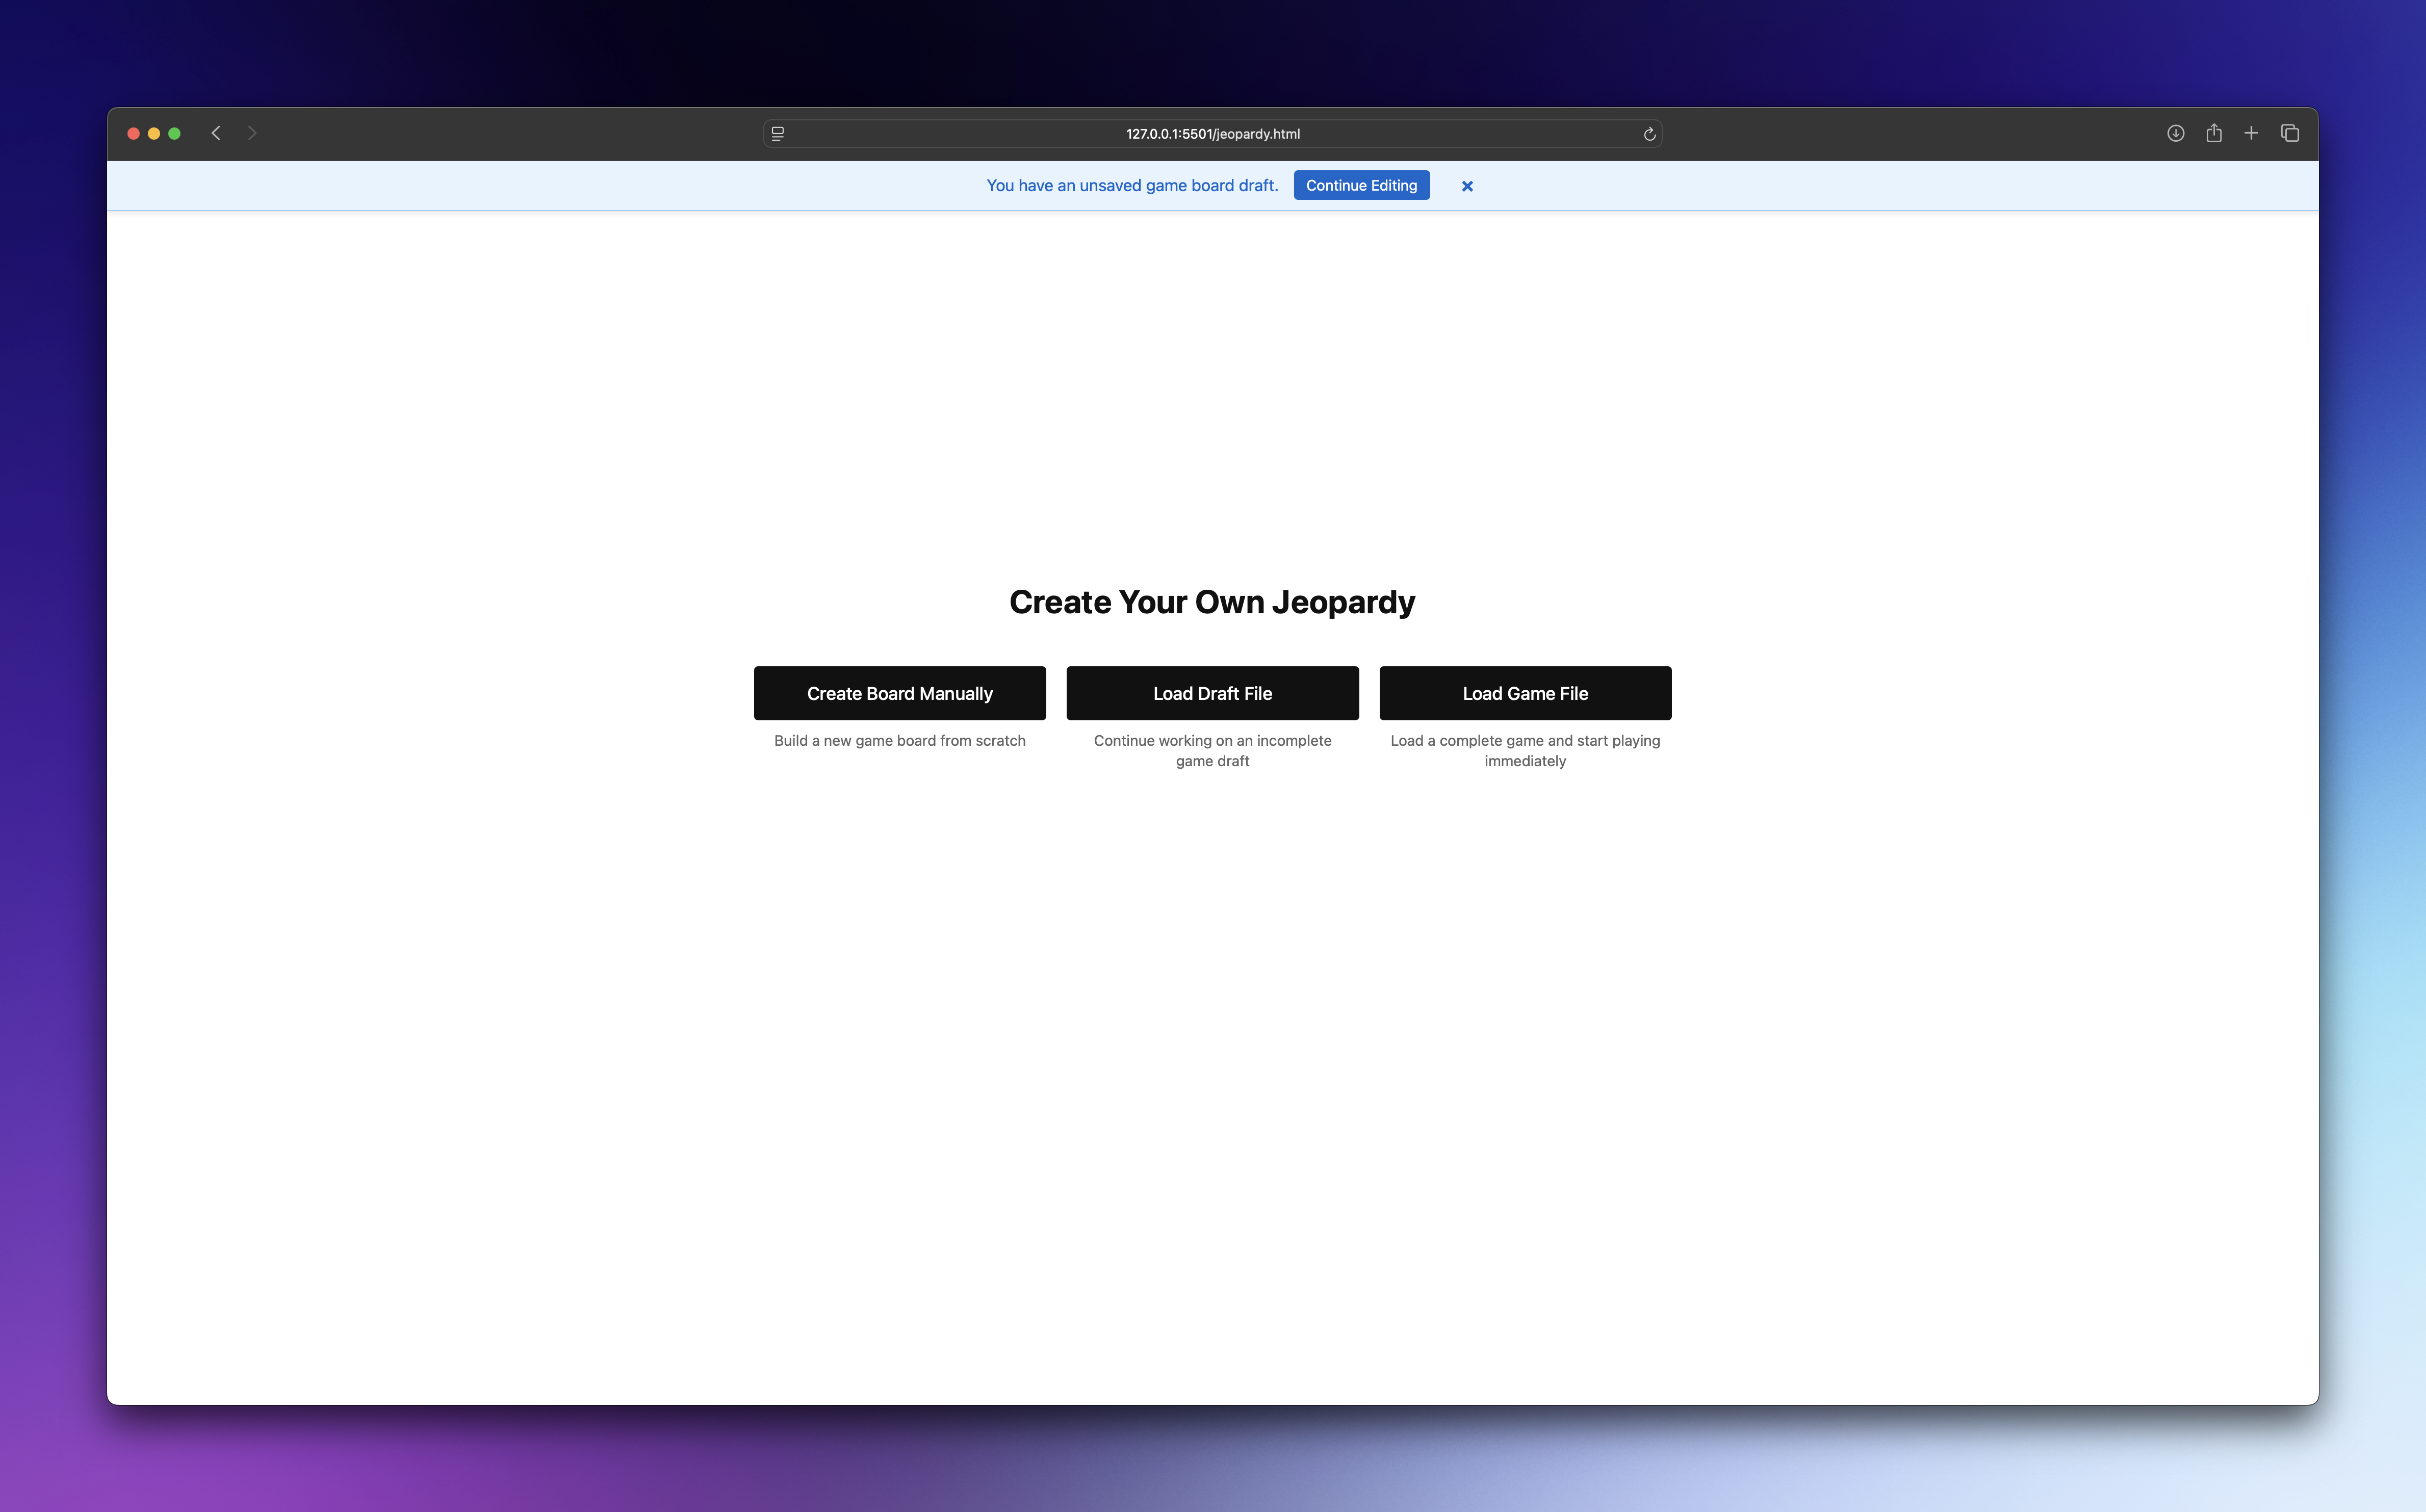 127.0.0.1:5501/jeopardy.html
You have an unsaved game board draft. Continue Editing ×
Create Your Own Jeopardy
Create Board Manually
Build a new game board from scratch
Load Draft File
Continue working on an incomplete
game draft
Load Game File
Load a complete game and start playing
immediately